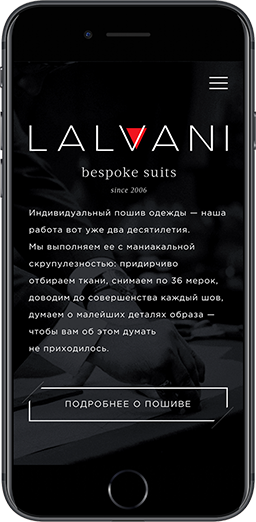 LALVANI
bespoke suits
since 2006
Индивидуальный пошив одежды — наша
работа вот уже два десятилетия.
Мы выполняем ее с маниакальной
скрупулезностью: придирчиво
отбираем ткани, снимаем по 36 мерок,
доводим до совершенства каждый шов,
думаем о малейших деталях образа —
чтобы вам об этом думать
не приходилось.
ПОДРОБНЕЕ О ПОШИВЕ